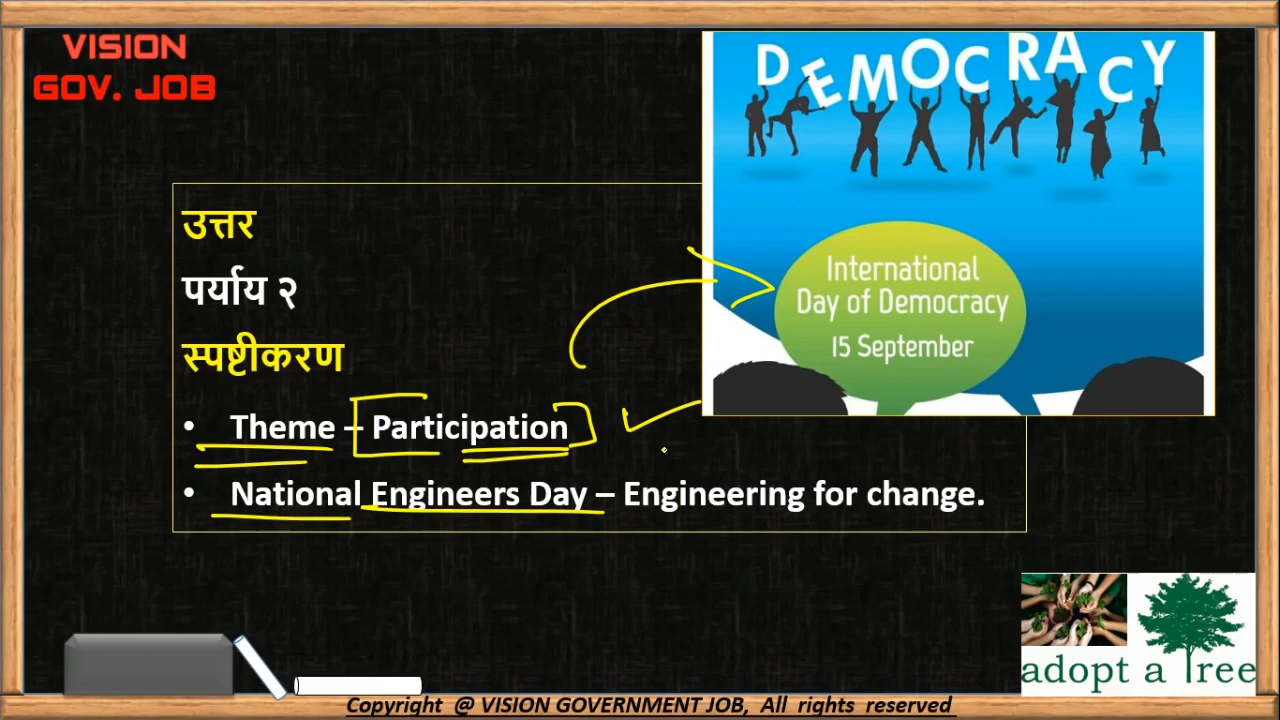 VISION
GOV. JOB
DEMOCRACY
International
Day of Democracy
15 September
उत्तर
पर्याय २
स्पष्टीकरण
• Theme – Participation
• National Engineers Day – Engineering for change.
adopt a Tree
Copyright @ VISION GOVERNMENT JOB, All rights reserved